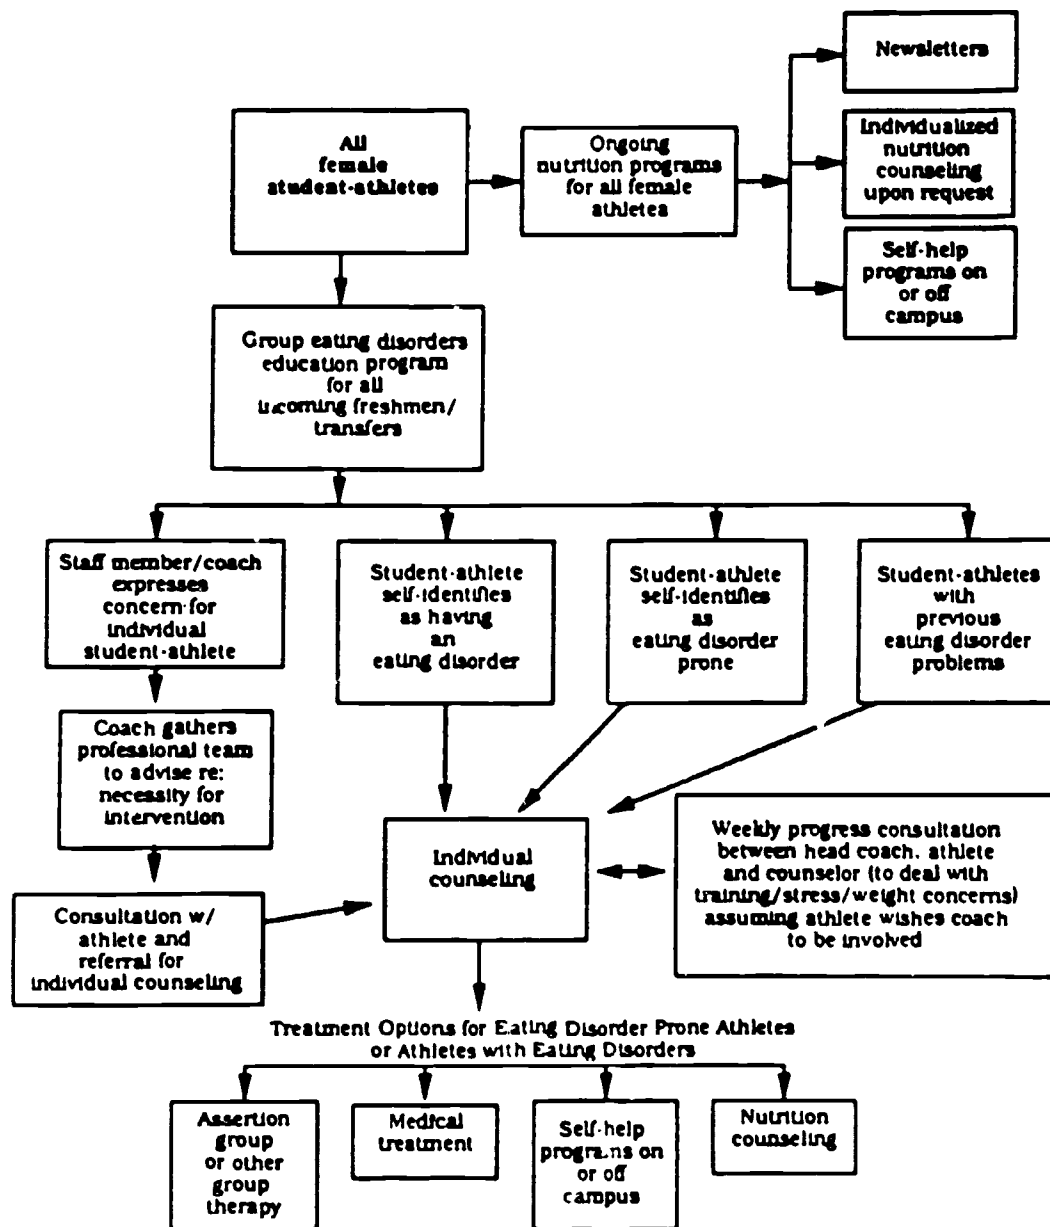 Newsletters
All
female
student-athletes
Ongoing
nutrition programs
for all female
athletes
Individualized
nutrition
counseling
upon request
Self-help
programs on
or off
campus
Group eating disorders
education program
for all
incoming freshmen/
transfers
Staff member/coach
expresses
concern for
individual
student-athlete
Student-athlete
self-identifies
as having
an
eating disorder
Student-athlete
self-identifies
as
eating disorder
prone
Student-athletes
with
previous
eating disorder
problems
Coach gathers
professional team
to advise re:
necessity for
intervention
Individual
counseling
Weekly progress consultation
between head coach, athlete
and counselor (to deal with
training/stress/weight concerns)
assuming athlete wishes coach
to be involved
Consultation w/
athlete and
referral for
individual counseling
Treatment Options for Eating Disorder Prone Athletes
or Athletes with Eating Disorders
Assertion
group
or other
group
therapy
Medical
treatment
Self-help
programs on
or off
campus
Nutrition
counseling